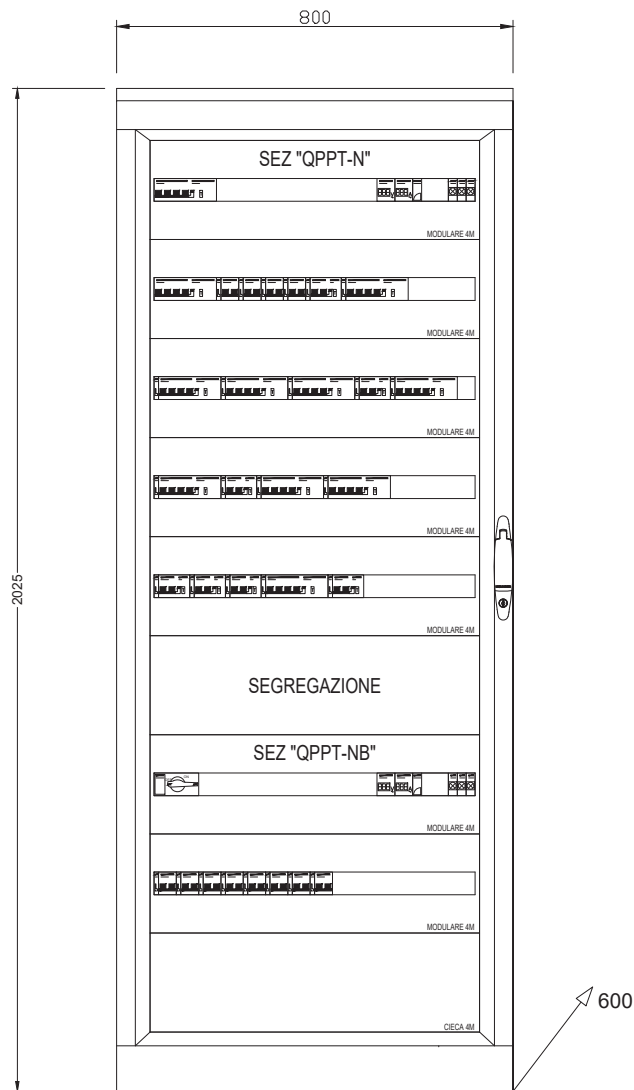 800
SEZ "QPPT-N"
MODULARE 4M
MODULARE 4M
MODULARE 4M
MODULARE 4M
MODULARE 4M
2025
SEGREGAZIONE
SEZ "QPPT-NB"
MODULARE 4M
MODULARE 4M
CIECA 4M
600